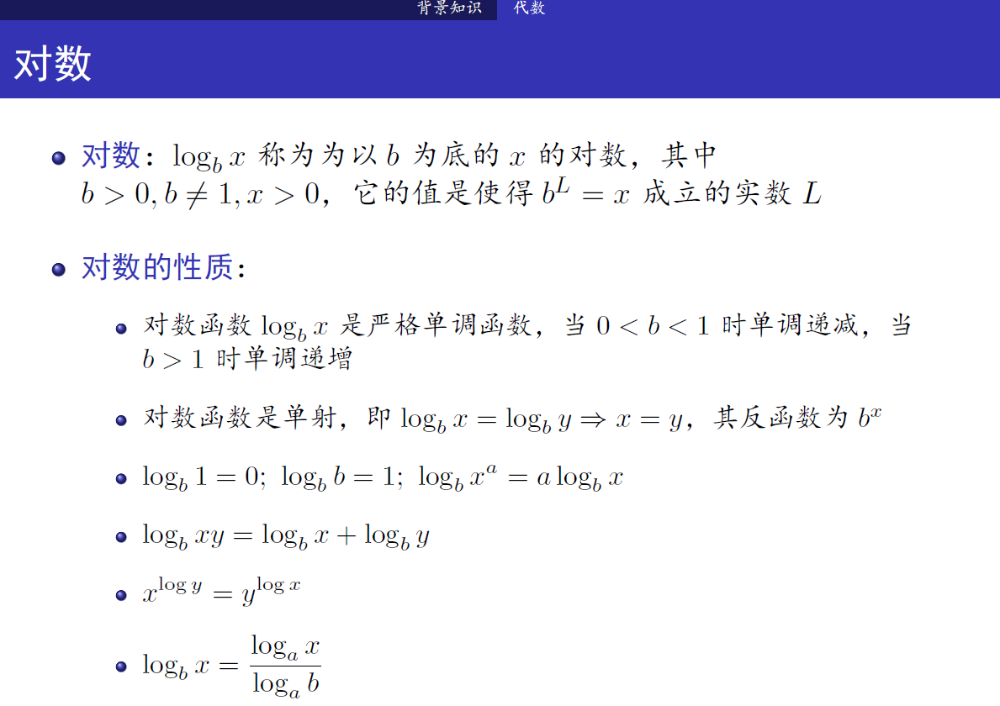 背景知识 代数
对数
对数：log_b x 称为为以 b 为底的 x 的对数，其中
b > 0, b ≠ 1, x > 0，它的值是使得 b^L = x 成立的实数 L
对数的性质：
对数函数 log_b x 是严格单调函数，当 0 < b < 1 时单调递减，当
b > 1 时单调递增
对数函数是单射，即 log_b x = log_b y ⇒ x = y，其反函数为 b^x
log_b 1 = 0; log_b b = 1; log_b x^a = a log_b x
log_b xy = log_b x + log_b y
x^{log y} = y^{log x}
log_b x = \frac{log_a x}{log_a b}